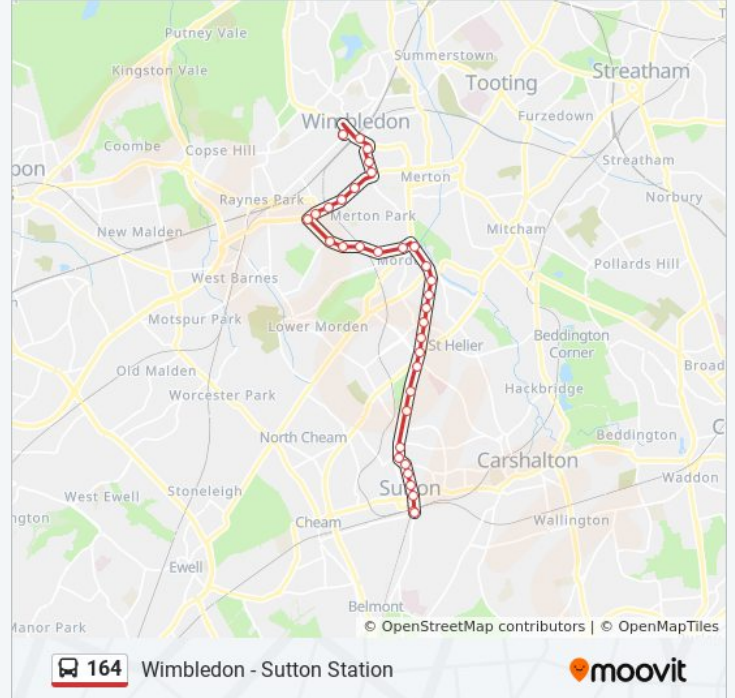 Putney Vale
Summerstown
Kingston Vale
Tooting
Streatham
Furzedown
Wimbledon
Coombe
Copse Hill
Streatham
Merton
Raynes Park
Norbury
Merton Park
New Malden
Mitcham
Pollards Hill
West Barnes
Motspur Park
Lower Morden
St Helier
Beddington
Corner
Old Malden
Broad
Worcester Park
Hackbridge
North Cheam
Beddington
Carshalton
Waddon
Sutton
West Ewell
Stoneleigh
Cheam
Wallington
Ewell
Belmont
Manor Park
© OpenStreetMap contributors | © OpenMapTiles
164 Wimbledon - Sutton Station
moovit